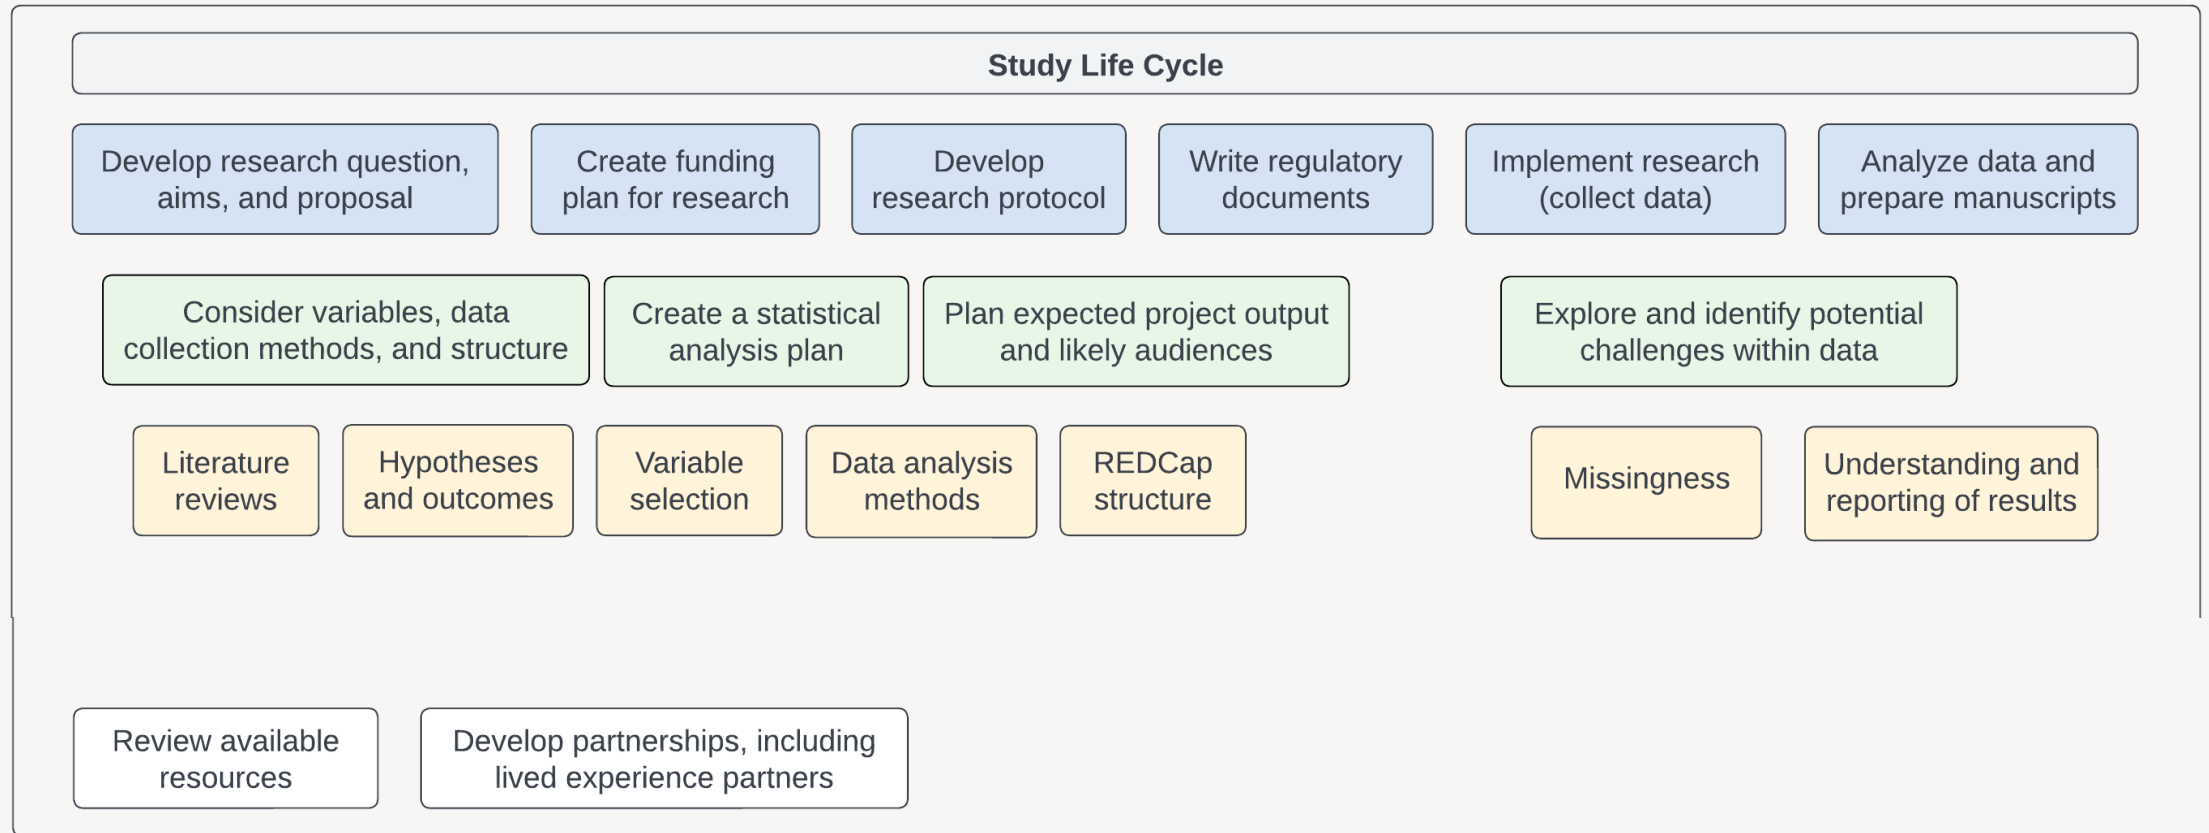 Study Life Cycle
Develop research question,
aims, and proposal
Create funding
plan for research
Develop
research protocol
Write regulatory
documents
Implement research
(collect data)
Analyze data and
prepare manuscripts
Consider variables, data
collection methods, and structure
Create a statistical
analysis plan
Plan expected project output
and likely audiences
Explore and identify potential
challenges within data
Literature
reviews
Hypotheses
and outcomes
Variable
selection
Data analysis
methods
REDCap
structure
Missingness
Understanding and
reporting of results
Review available
resources
Develop partnerships, including
lived experience partners